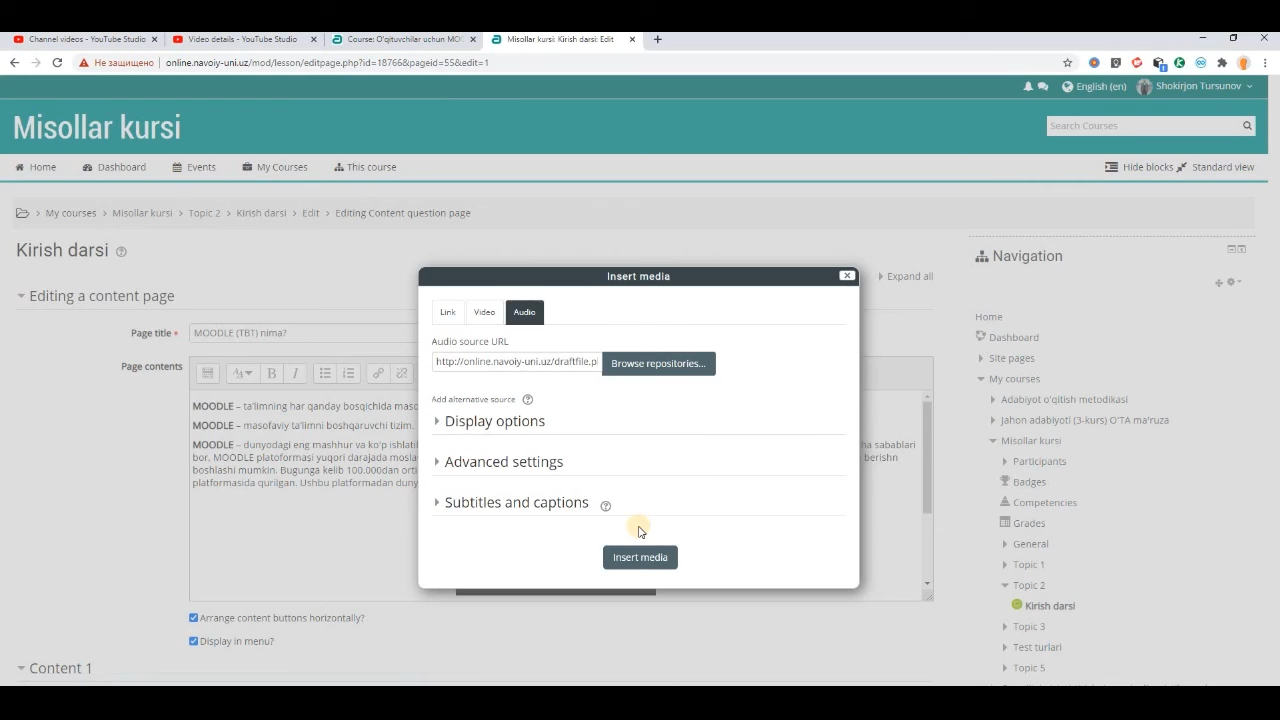 Channel videos - YouTube Studio
Video details - YouTube Studio
Course: O'qituvchilar uchun MO
Misollar kursi: Kirish darsi: Edit
Не защищено
online.navoiy-uni.uz/mod/lesson/editpage.php?id=18766&pageid=55&edit=1
English (en)
Shokirjon Tursunov
Misollar kursi
Search Courses
Home
Dashboard
Events
My Courses
This course
Hide blocks
Standard view
My courses
Misollar kursi
Topic 2
Kirish darsi
Edit
Editing Content question page
Kirish darsi
Expand all
Editing a content page
Page title
MOODLE (TBT) nima?
Page contents
MOODLE – ta'limning har qanday bosqichida
MOODLE – masofaviy ta'limni boshqaruvchi tizim.
MOODLE – dunyodagi eng mashhur va ko'p
sabablari
bor, MOODLE platoformasi yuqori darajada
berishn
boshlashi mumkin. Bugunga kelib 100.000dan
platformasida qurilgan. Ushbu platformadan
Insert media
Link
Video
Audio
Audio source URL
http://online.navoiy-uni.uz/draftfile.pl
Browse repositories...
Add alternative source
Display options
Advanced settings
Subtitles and captions
Insert media
Arrange content buttons horizontally?
Display in menu?
Content 1
Navigation
Home
Dashboard
Site pages
My courses
Adabiyot o'qitish metodikasi
Jahon adabiyoti (3-kurs) O'TA ma'ruza
Misollar kursi
Participants
Badges
Competencies
Grades
General
Topic 1
Topic 2
Kirish darsi
Topic 3
Test turlari
Topic 5